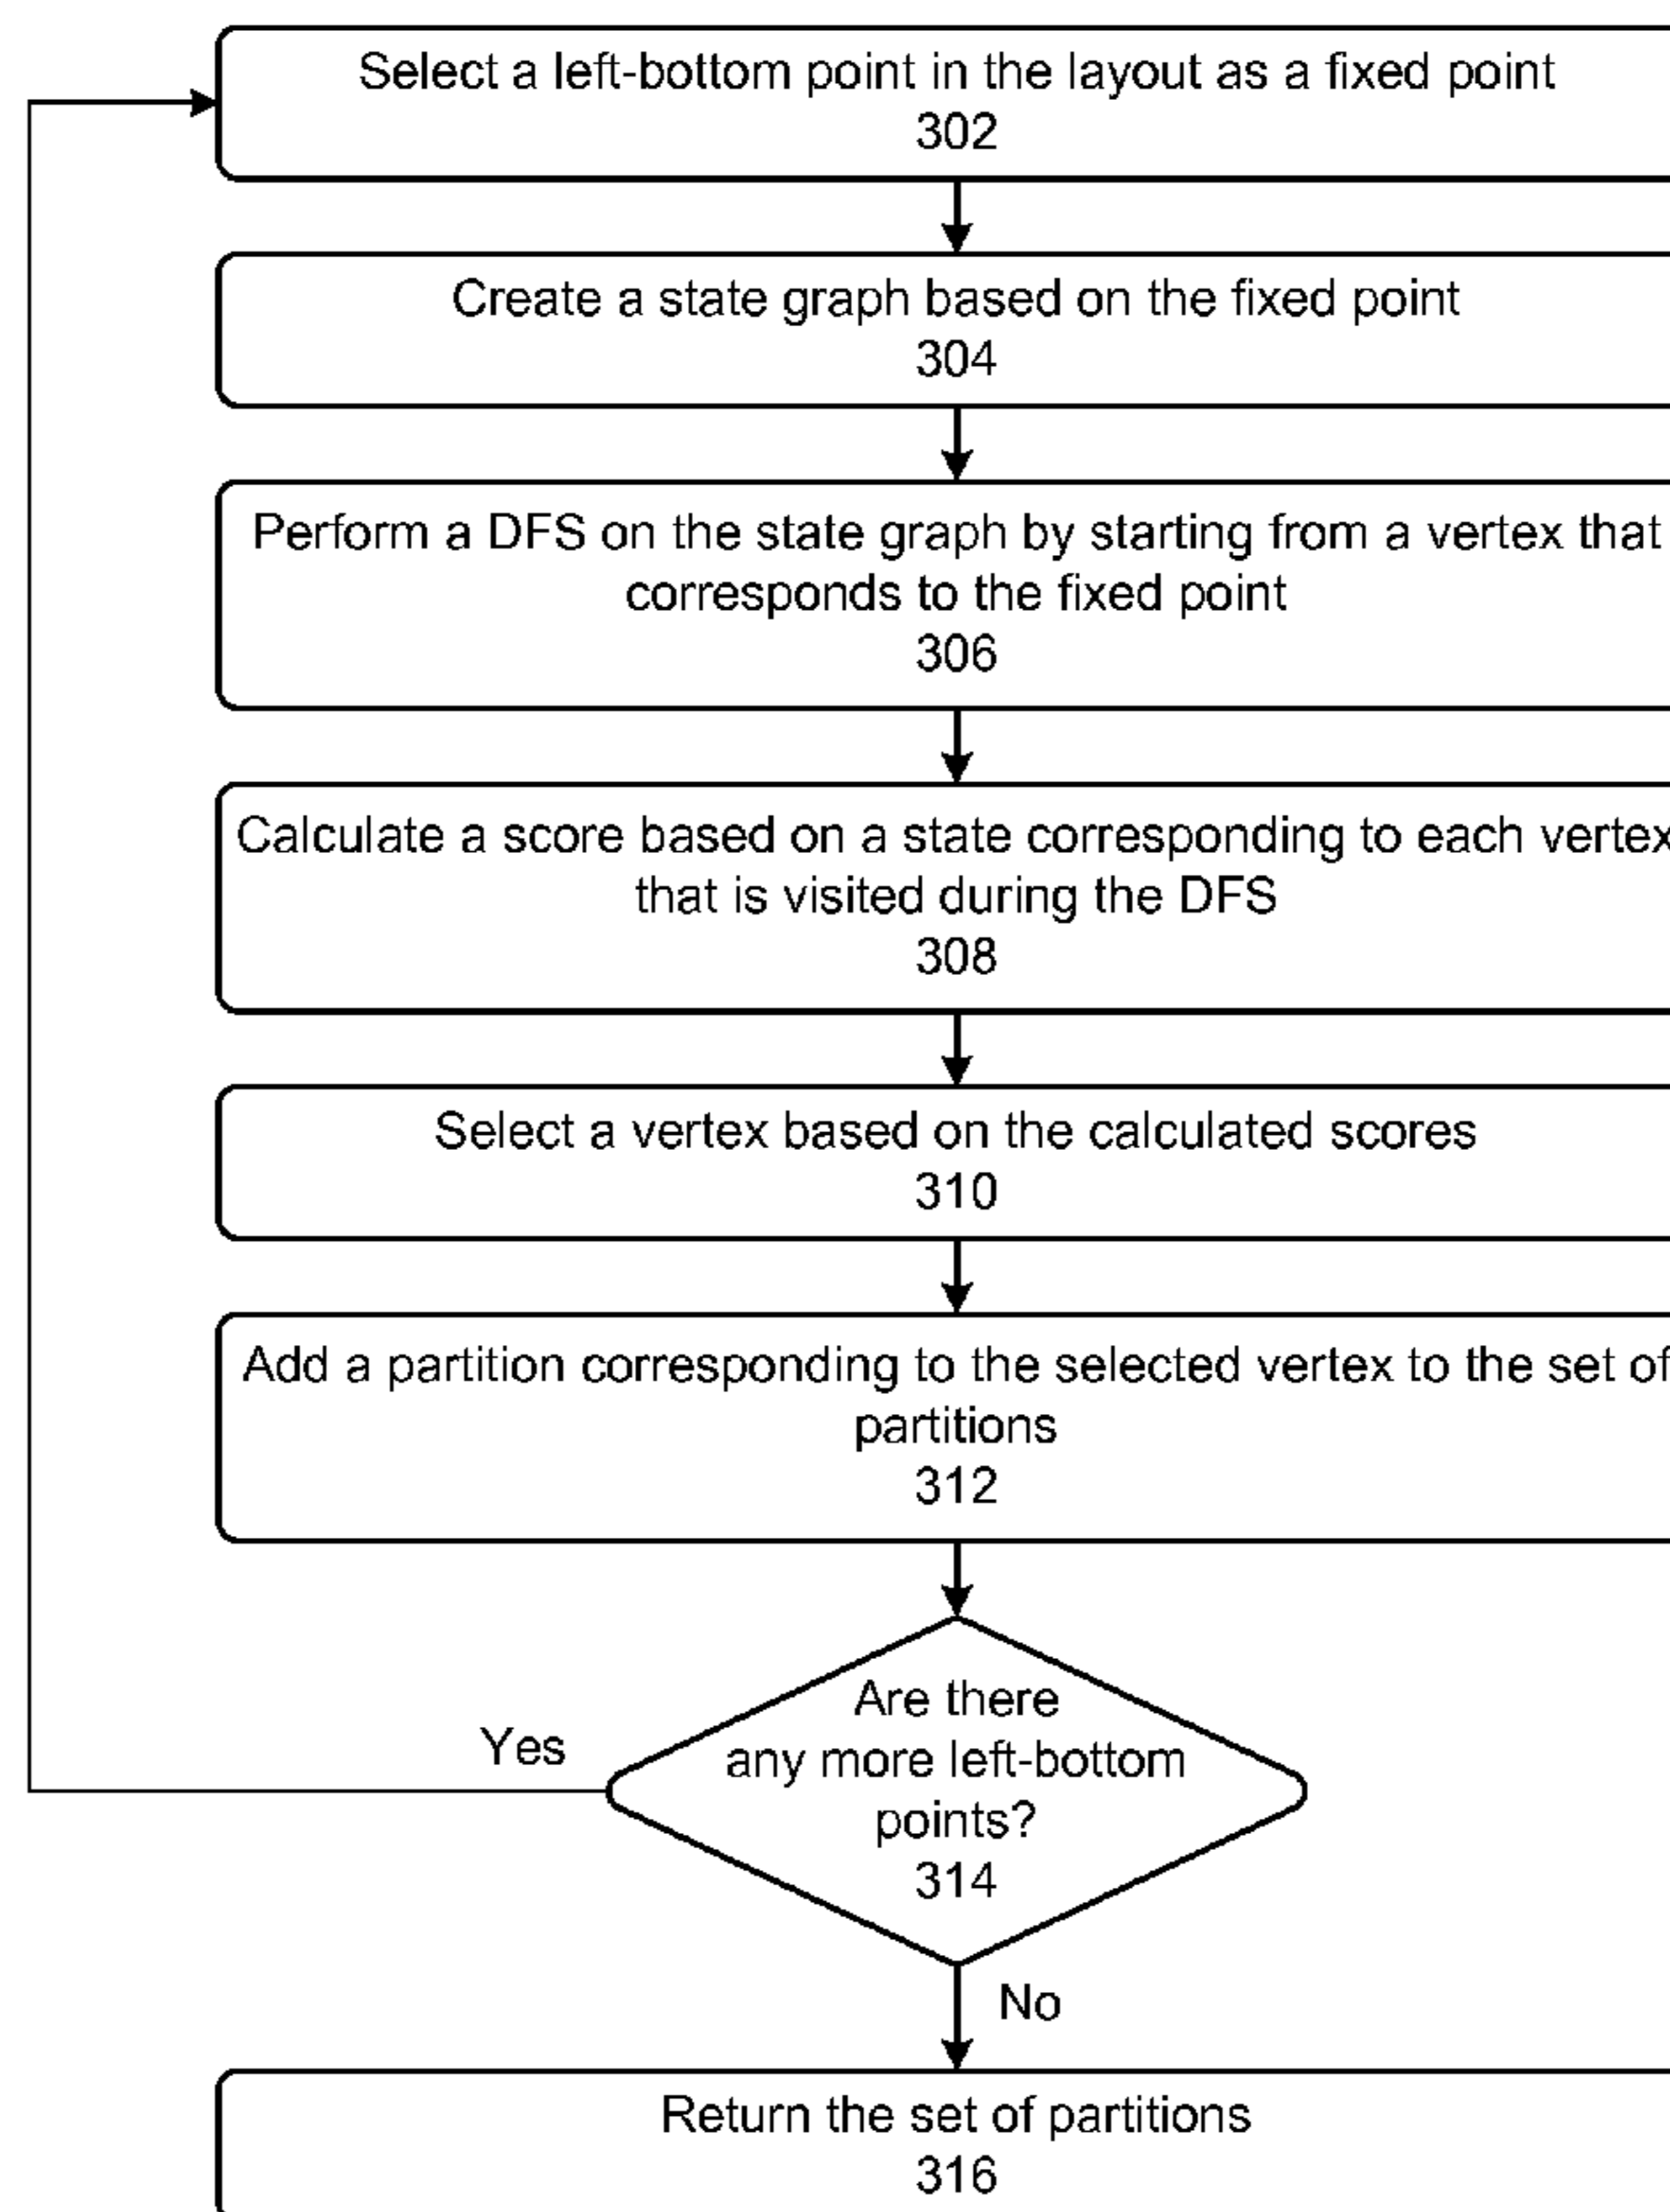 Select a left-bottom point in the layout as a fixed point
302
Create a state graph based on the fixed point
304
Perform a DFS on the state graph by starting from a vertex that
corresponds to the fixed point
306
Calculate a score based on a state corresponding to each vertex
that is visited during the DFS
308
Select a vertex based on the calculated scores
310
Add a partition corresponding to the selected vertex to the set of
partitions
312
Are there
any more left-bottom
points?
314
Yes
No
Return the set of partitions
316